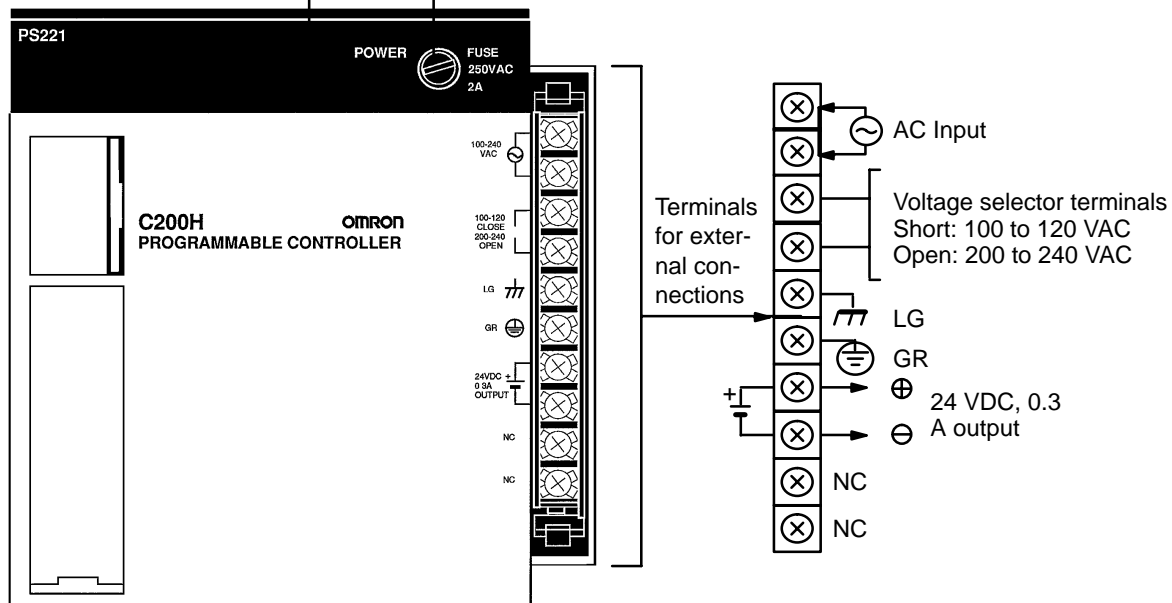 PS221
POWER
FUSE
250VAC
2A
C200H
OMRON
PROGRAMMABLE CONTROLLER
100-240
VAC
100-120
CLOSE
200-240
OPEN
LG
GR
24VDC +
0 3A
OUTPUT
NC
NC
Terminals
for exter-
nal con-
nections
AC Input
Voltage selector terminals
Short: 100 to 120 VAC
Open: 200 to 240 VAC
LG
GR
+
24 VDC, 0.3
A output
NC
NC